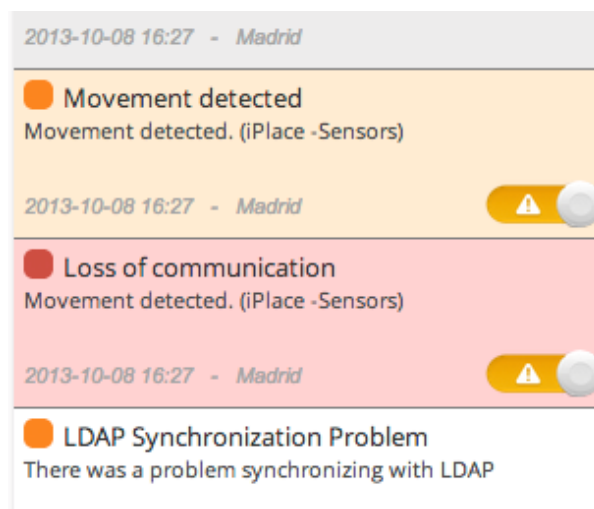 2013-10-08 16:27 - Madrid
Movement detected
Movement detected. (iPlace -Sensors)
2013-10-08 16:27 - Madrid
Loss of communication
Movement detected. (iPlace -Sensors)
2013-10-08 16:27 - Madrid
LDAP Synchronization Problem
There was a problem synchronizing with LDAP